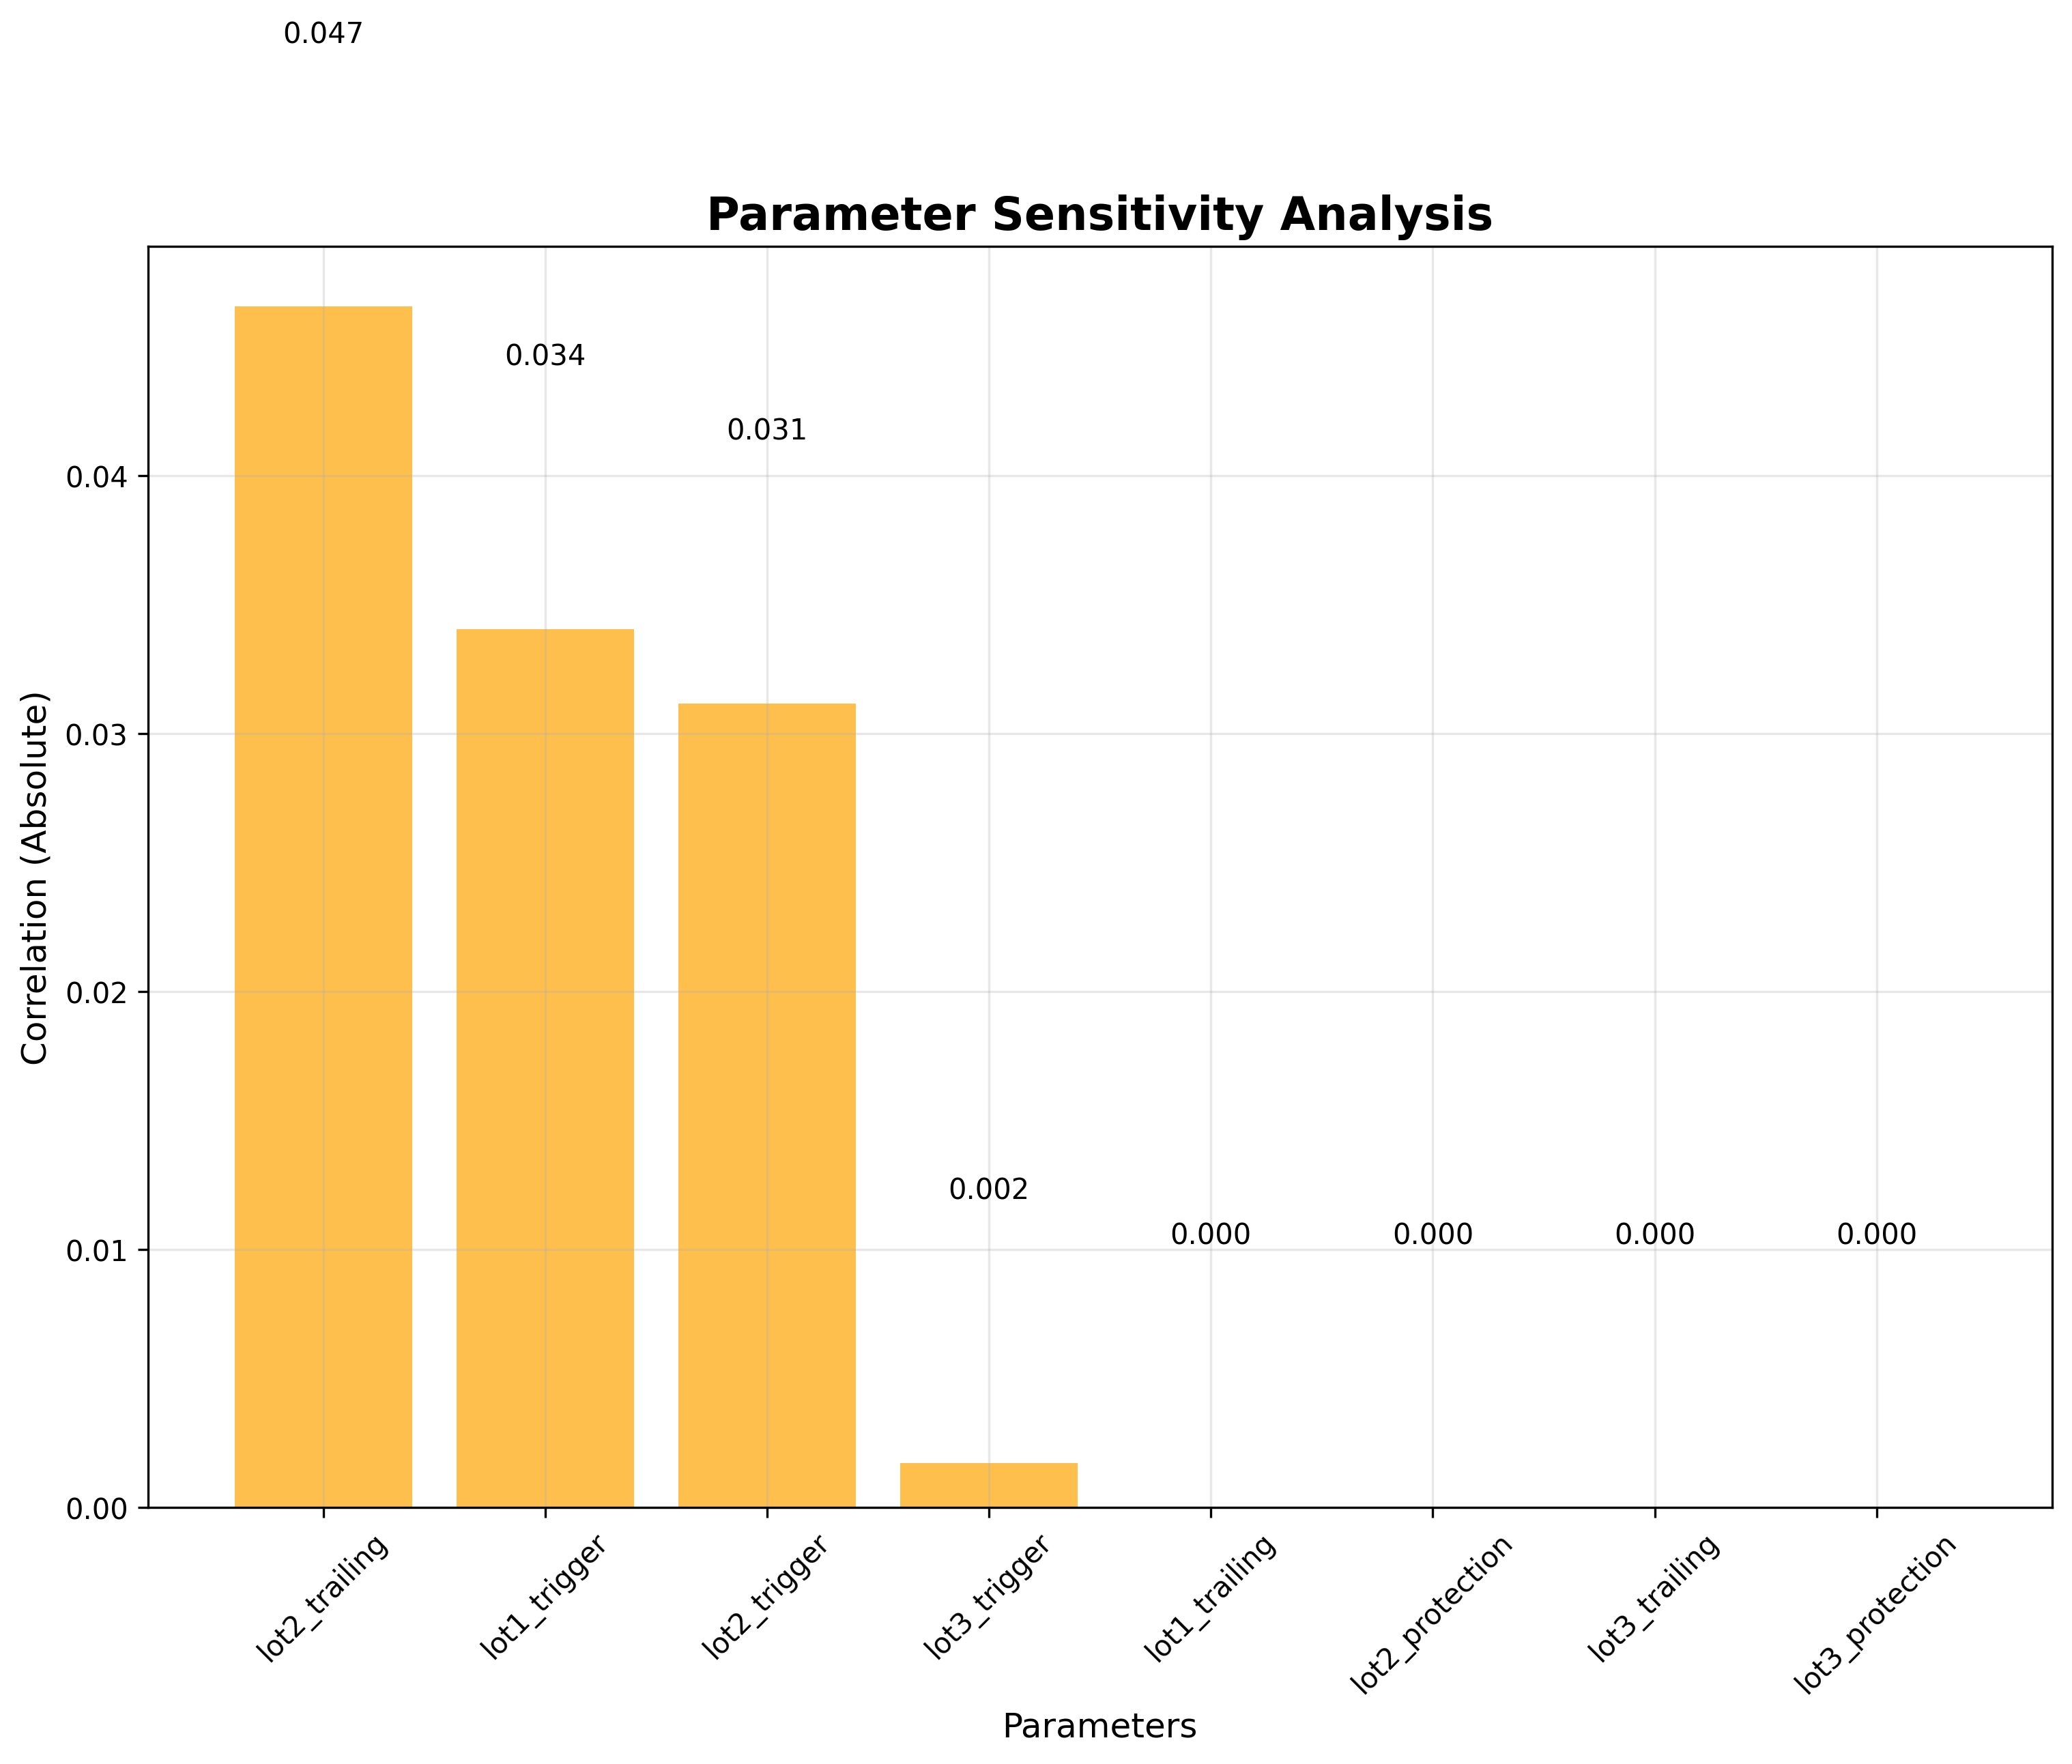 0.047
Parameter Sensitivity Analysis
0.034
0.031
0.002
0.000
0.000
0.000
0.000
Correlation (Absolute)
0.04
0.03
0.02
0.01
0.00
lot2_trailing
lot1_trigger
lot2_trigger
lot3_trigger
lot1_trailing
lot2_protection
lot3_trailing
lot3_protection
Parameters